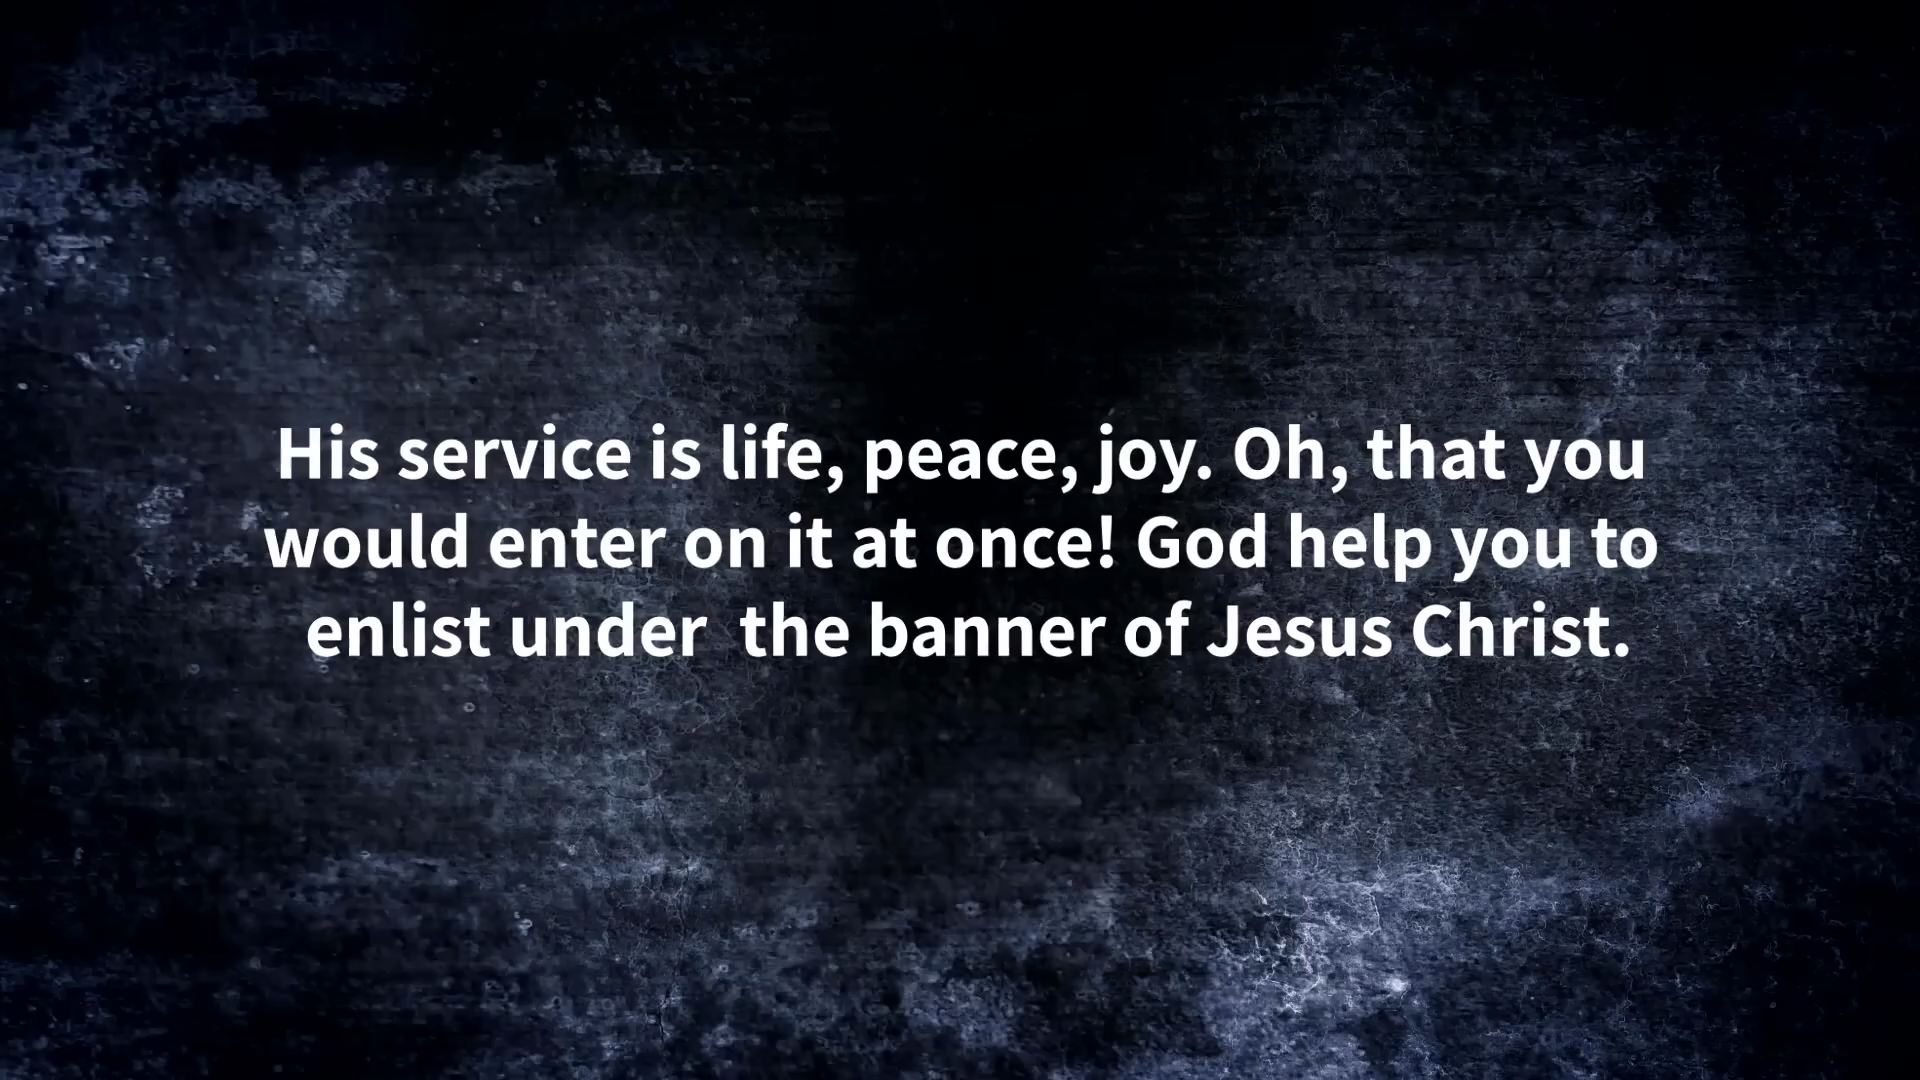 His service is life, peace, joy. Oh, that you
would enter on it at once! God help you to
enlist under  the banner of Jesus Christ.